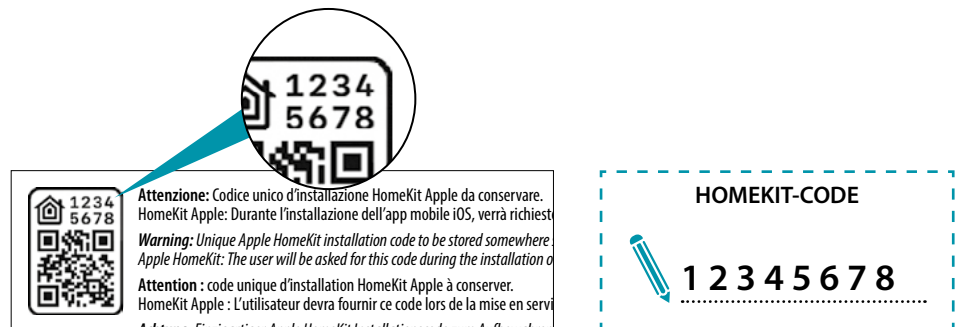 1234
5678
1234
5678
Attenzione: Codice unico d'installazione HomeKit Apple da conservare.
HomeKit Apple: Durante l'installazione dell'app mobile iOS, verrà richiest
Warning: Unique Apple HomeKit installation code to be stored somewhere
Apple HomeKit: The user will be asked for this code during the installation
Attention : code unique d'installation HomeKit Apple à conserver.
HomeKit Apple : L'utilisateur devra fournir ce code lors de la mise en servi
HOMEKIT-CODE
1 2 3 4 5 6 7 8